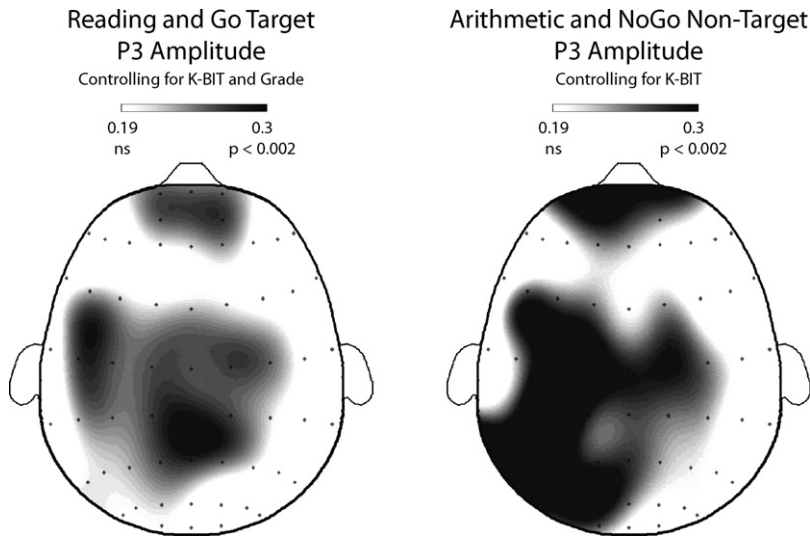 Reading and Go Target
P3 Amplitude
Controlling for K-BIT and Grade
0.19 0.3
ns p < 0.002
Arithmetic and NoGo Non-Target
P3 Amplitude
Controlling for K-BIT
0.19 0.3
ns p < 0.002